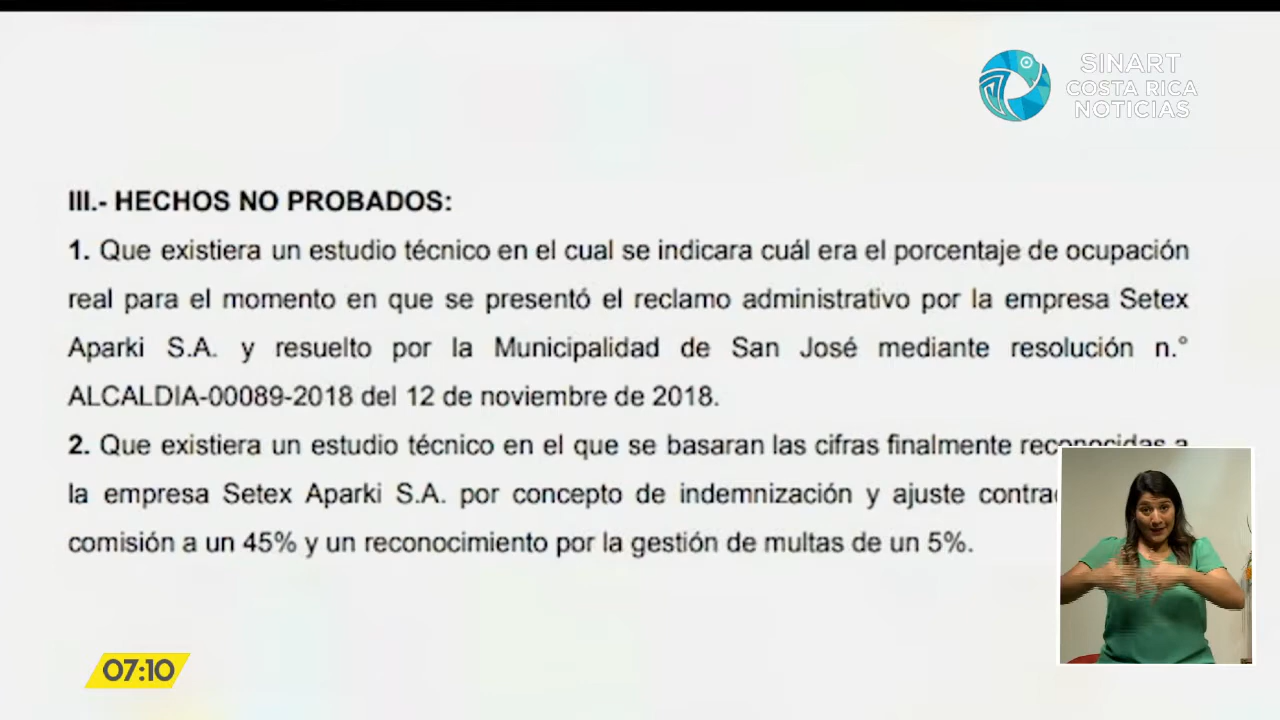 SINART
COSTA RICA
NOTICIAS
III.- HECHOS NO PROBADOS:
1. Que existiera un estudio técnico en el cual se indicara cuál era el porcentaje de ocupación
real para el momento en que se presentó el reclamo administrativo por la empresa Setex
Aparki S.A. y resuelto por la Municipalidad de San José mediante resolución n.°
ALCALDIA-00089-2018 del 12 de noviembre de 2018.
2. Que existiera un estudio técnico en el que se basaran las cifras finalmente reconocidas a
la empresa Setex Aparki S.A. por concepto de indemnización y ajuste
comisión a un 45% y un reconocimiento por la gestión de multas de un 5%.
07:10